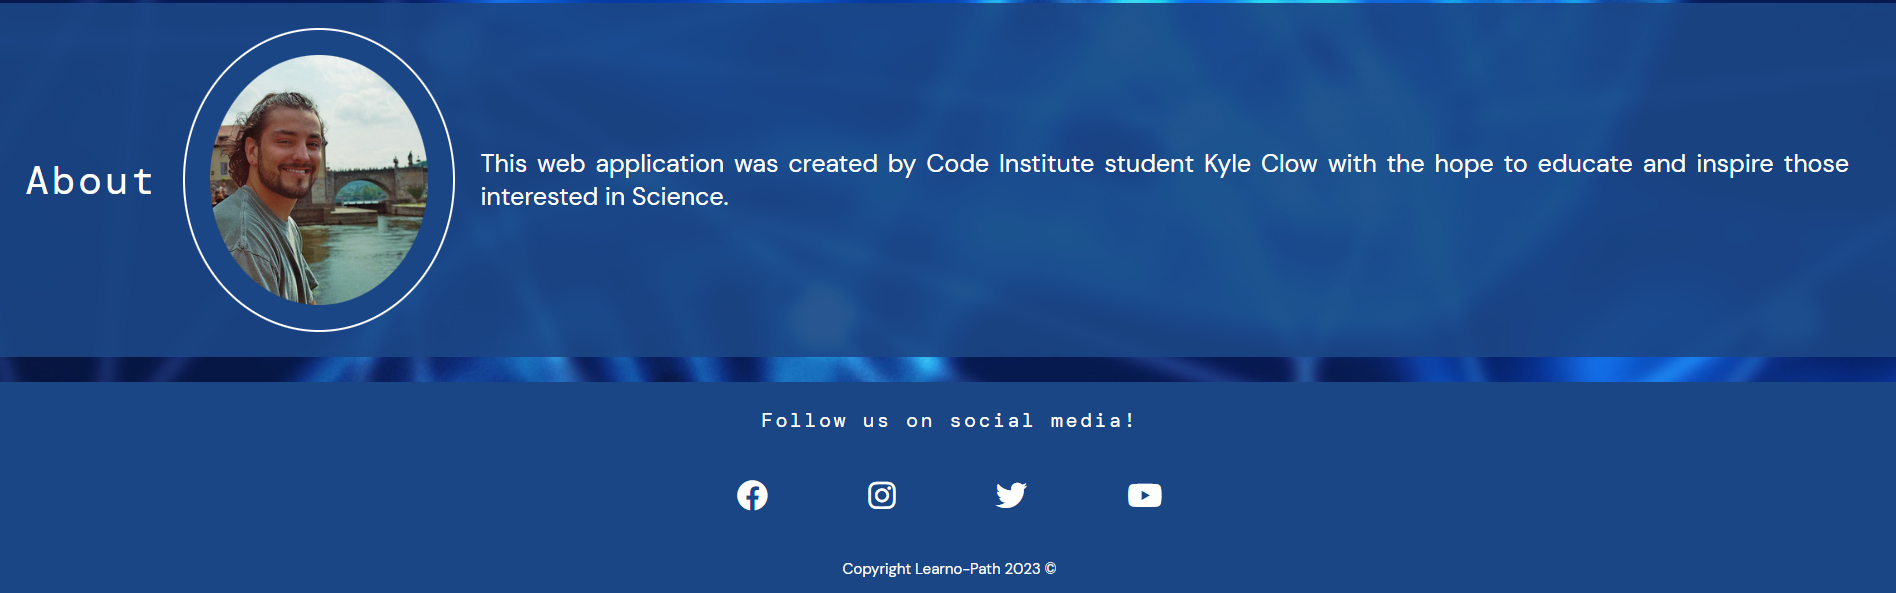 About
This web application was created by Code Institute student Kyle Clow with the hope to educate and inspire those
interested in Science.
Follow us on social media!
Copyright Learno-Path 2023 ©